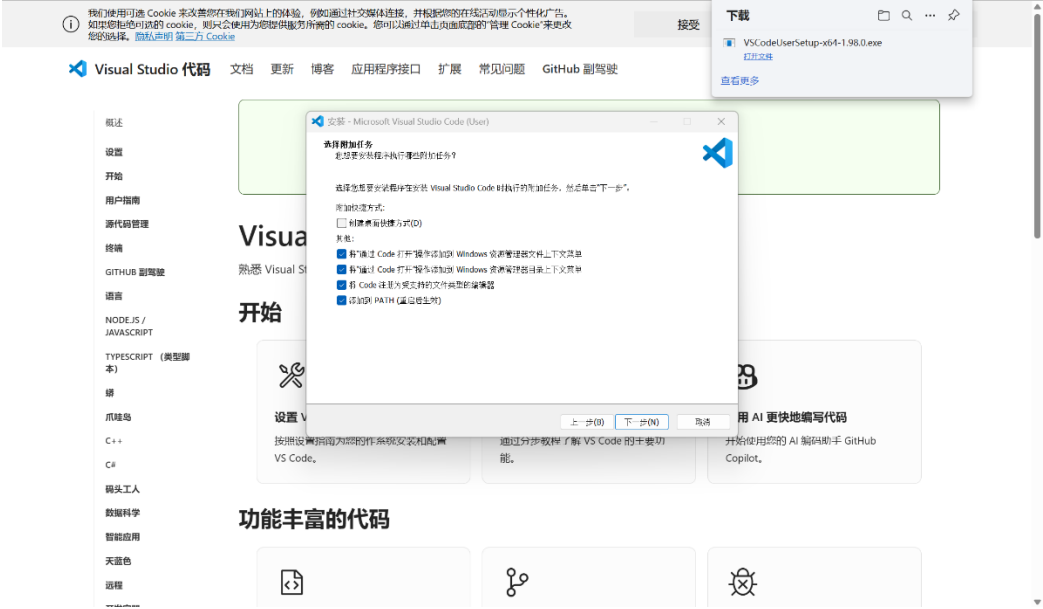 我们使用可选 Cookie 来改善您在我们网站上的体验，例如通过社交媒体连接，并根据您的在线活动显示个性化广告。
如果您拒绝可选的 cookie，则只会使用为您提供服务所需的 cookie。您可以通过单击页面底部的"管理 Cookie"来更改
您的选择。隐私声明 第三方 Cookie
接受
下载
VSCodeUserSetup-x64-1.98.0.exe
打开文件
查看更多
Visual Studio 代码
文档 更新 博客 应用程序接口 扩展 常见问题 GitHub 副驾驶
概述
设置
开始
用户指南
源代码管理
终端
GITHUB 副驾驶
语言
NODE.JS /
JAVASCRIPT
TYPESCRIPT （类型脚
本）
蟒
爪哇岛
C++
C#
码头工人
数据科学
智能应用
天蓝色
远程
安装 - Microsoft Visual Studio Code (User)
选择附加任务
您想要安装程序执行哪些附加任务?
选择您想要安装程序在安装 Visual Studio Code 时执行的附加任务，然后单击"下一步"。
附加快捷方式:
创建桌面快捷方式(D)
其他:
将"通过 Code 打开"操作添加到 Windows 资源管理器文件上下文菜单
将"通过 Code 打开"操作添加到 Windows 资源管理器目录上下文菜单
将 Code 注册为受支持的文件类型的编辑器
添加到 PATH (重启后生效)
上一步(B) 下一步(N) 取消
Visua
熟悉 Visual St
开始
设置 V
按照设置指南为您的作系统安装和配置
VS Code。
通过分步教程了解 VS Code 的主要功
能。
用 AI 更快地编写代码
开始使用您的 AI 编码助手 GitHub
Copilot。
功能丰富的代码